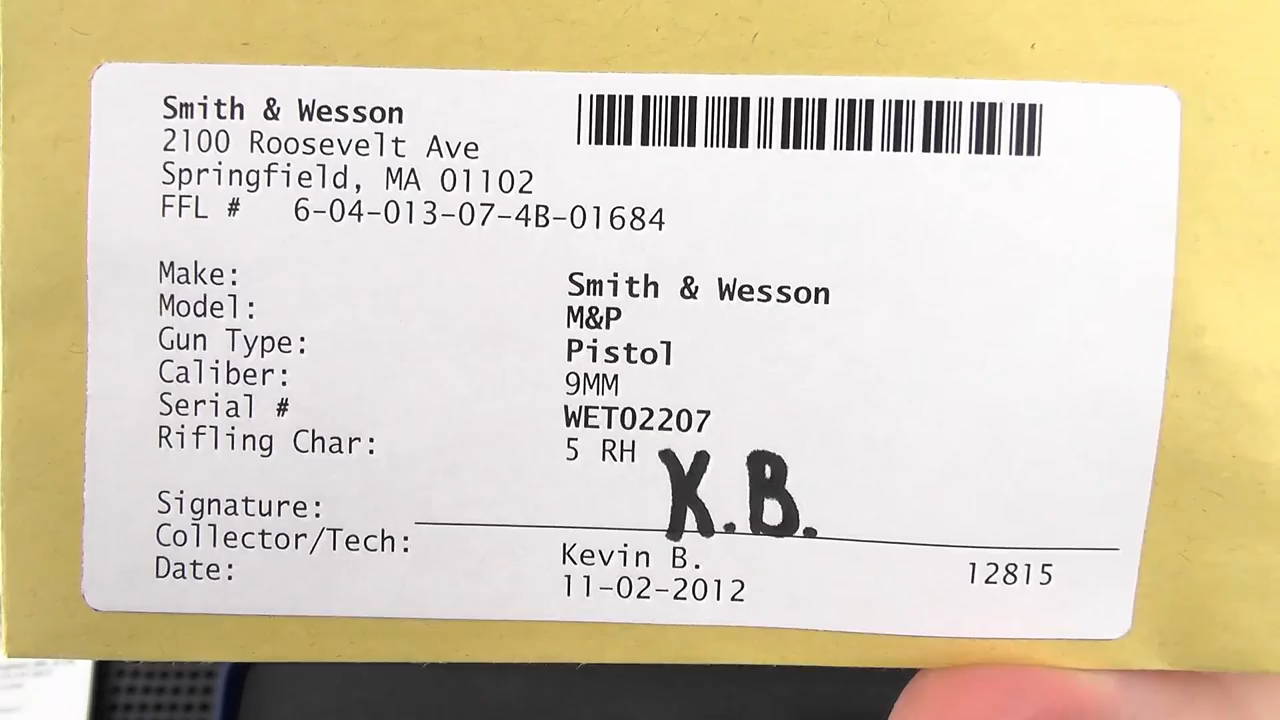 Smith & Wesson
2100 Roosevelt Ave
Springfield, MA 01102
FFL # 6-04-013-07-4B-01684
Make: Smith & Wesson
Model: M&P
Gun Type: Pistol
Caliber: 9MM
Serial # WET02207
Rifling Char: 5 RH
Signature: K.B.
Collector/Tech: Kevin B. 12815
Date: 11-02-2012